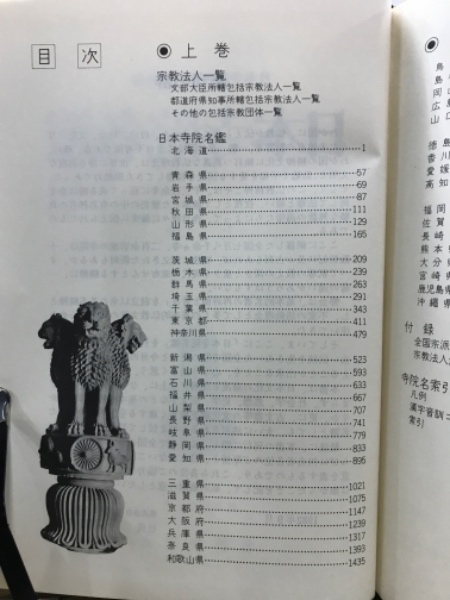 目次
◉ 上巻
宗教法人一覧
文部大臣所轄包括宗教法人一覧
都道府県知事所轄包括宗教法人一覧
その他の包括宗教団体一覧
日本寺院名鑑
北海道 1
青森県 57
岩手県 69
宮城県 87
秋田県 111
山形県 129
福島県 165
茨城県 209
栃木県 239
群馬県 263
埼玉県 291
千葉県 343
東京都 411
神奈川県 479
新潟県 523
富山県 593
石川県 633
福井県 667
山梨県 707
長野県 741
岐阜県 779
静岡県 833
愛知県 895
三重県 1021
滋賀県 1075
京都府 1147
大阪府 1239
兵庫県 1317
奈良県 1393
和歌山県 1435
◉
鳥
島
岡山
広島
山口
徳島
香川
愛媛
高知
福岡
佐賀
長崎
熊本
大分
宮崎
鹿児島
沖縄
付録
全国宗派
宗教法人
寺院名索引
凡例
漢字音訓
索引